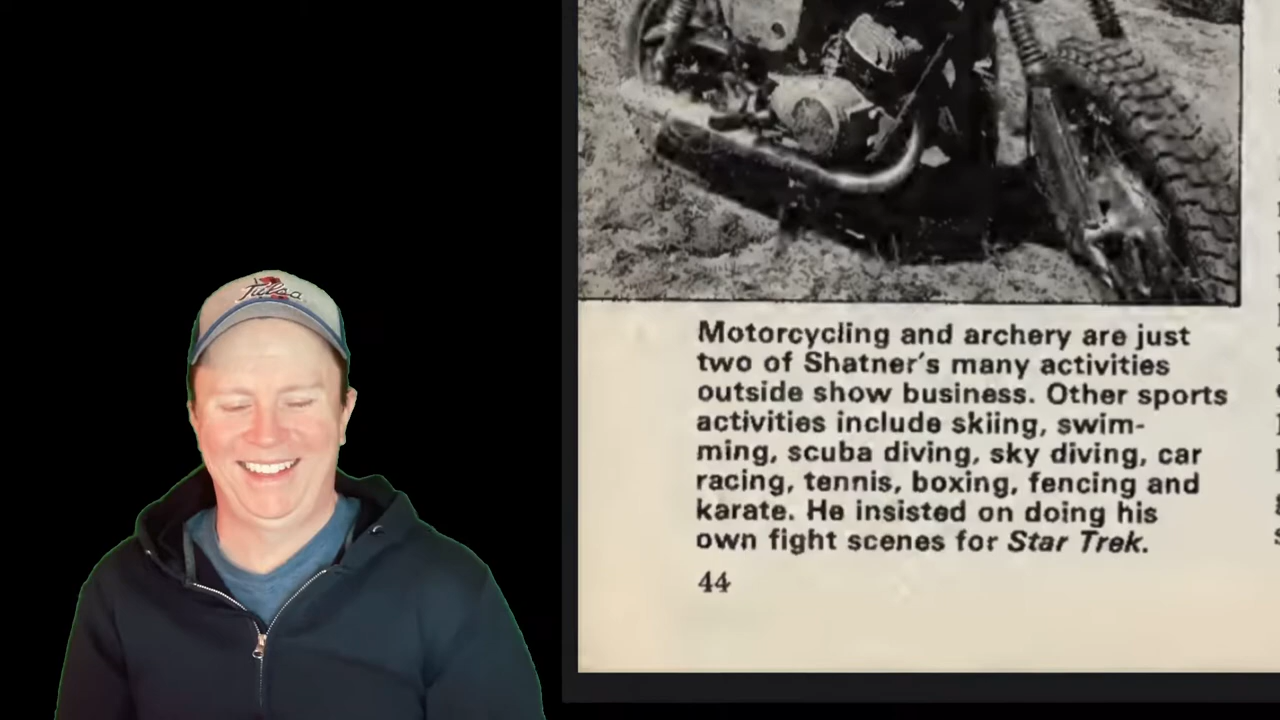 Tulsa
Motorcycling and archery are just
two of Shatner's many activities
outside show business. Other sports
activities include skiing, swim-
ming, scuba diving, sky diving, car
racing, tennis, boxing, fencing and
karate. He insisted on doing his
own fight scenes for Star Trek.
44